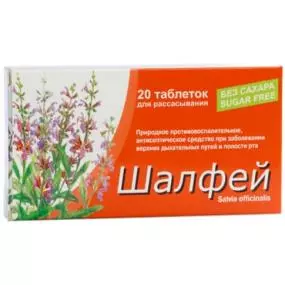 20 таблеток
для рассасывания
БЕЗ САХАРА
SUGAR FREE
Природное противовоспалительное,
антисептическое средство при заболеваниях
верхних дыхательных путей и полости рта
Шалфей
Salvia officinalis